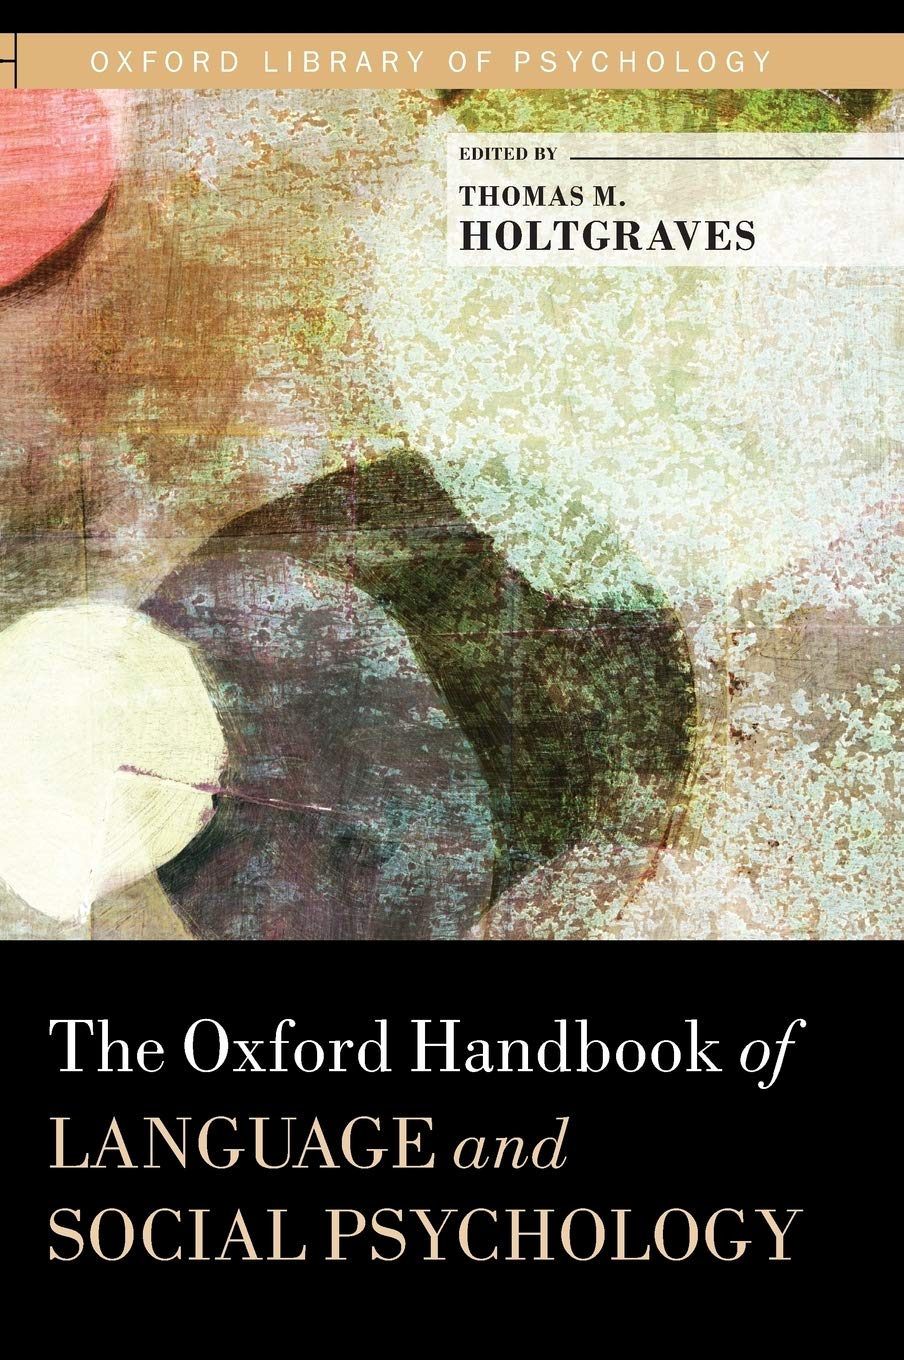 OXFORD LIBRARY OF PSYCHOLOGY
EDITED BY
THOMAS M.
HOLTGRAVES
The Oxford Handbook of
LANGUAGE and
SOCIAL PSYCHOLOGY